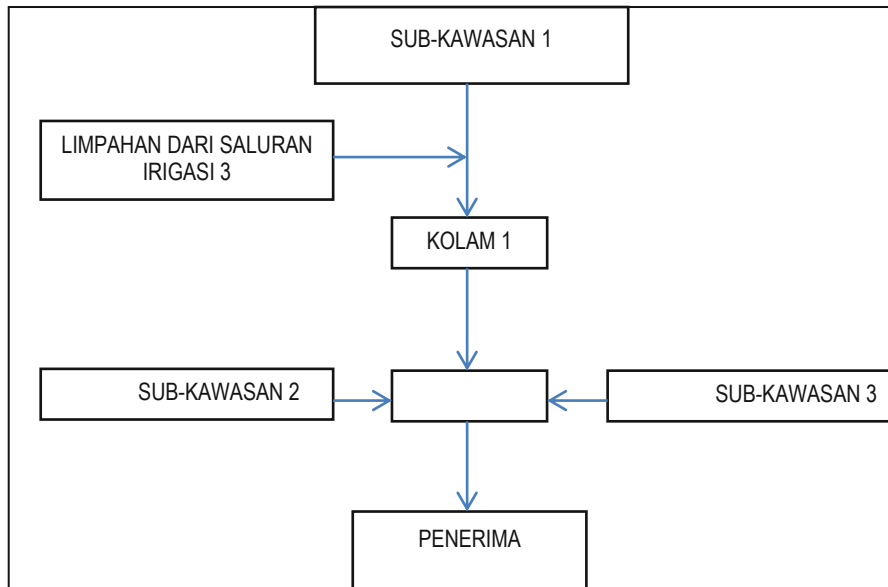 SUB-KAWASAN 1
LIMPAHAN DARI SALURAN
IRIGASI 3
KOLAM 1
SUB-KAWASAN 2
SUB-KAWASAN 3
PENERIMA